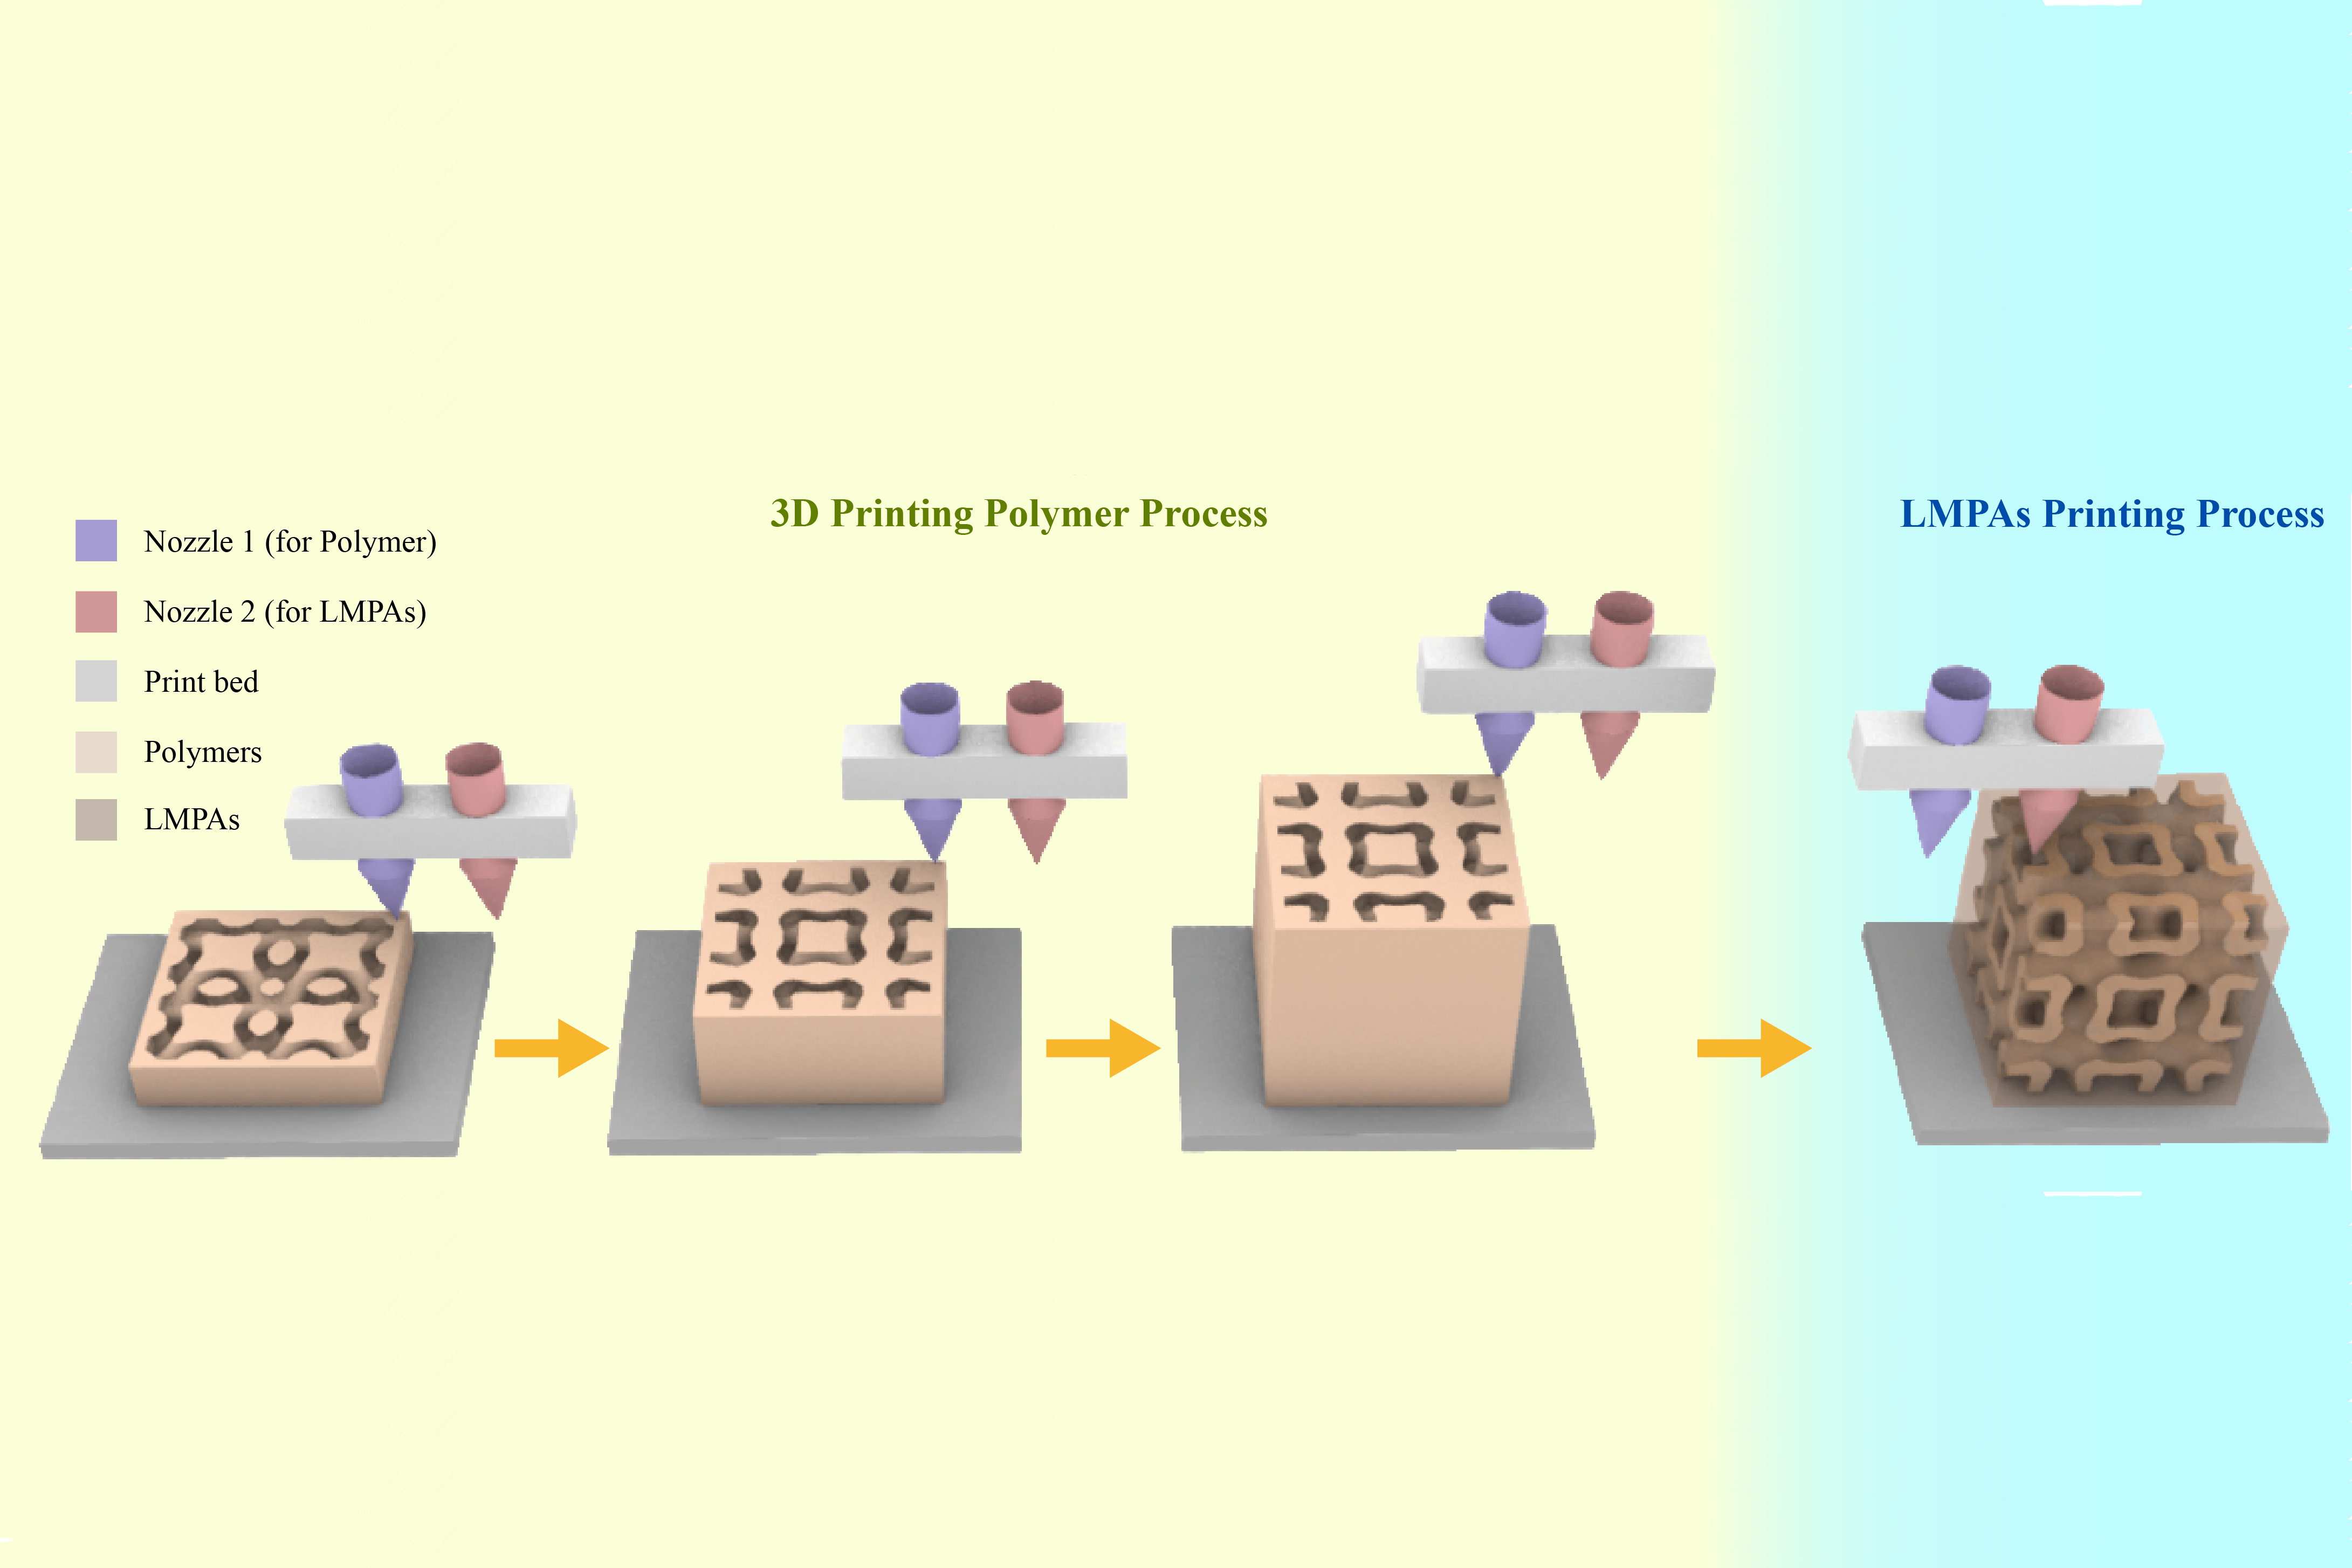 3D Printing Polymer Process
LMPAs Printing Process
Nozzle 1 (for Polymer)
Nozzle 2 (for LMPAs)
Print bed
Polymers
LMPAs